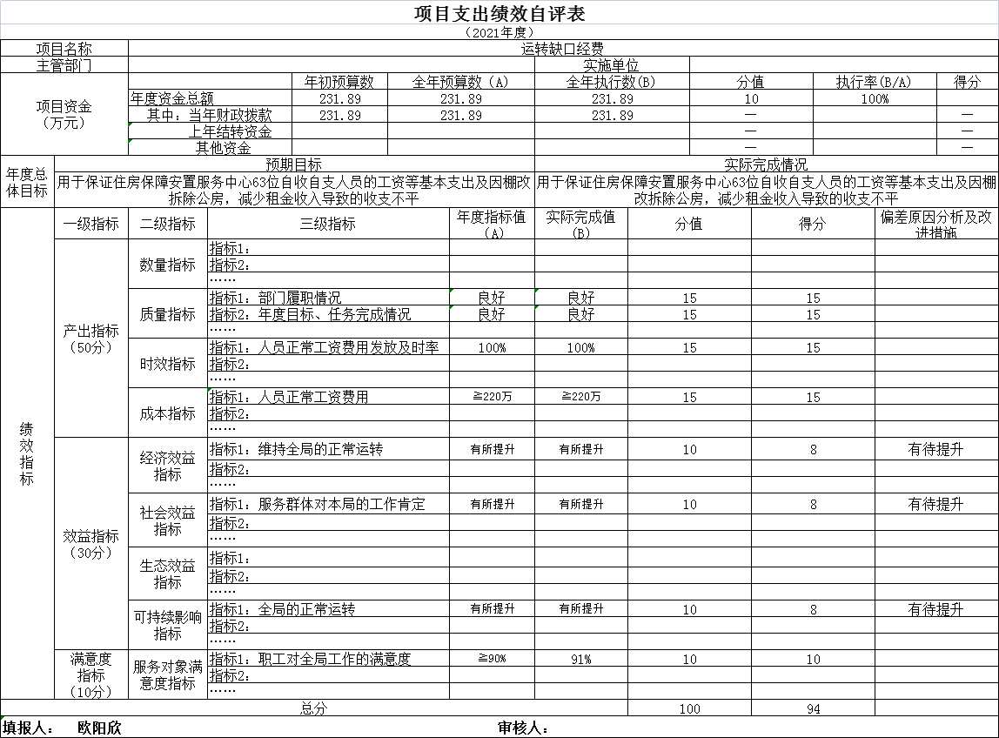 项目支出绩效自评表
（2021年度）
项目名称 运转缺口经费
主管部门 实施单位
项目资金
（万元）
年初预算数 全年预算数（A） 全年执行数(B) 分值 执行率(B/A) 得分
年度资金总额 231.89 231.89 231.89 10 100%
其中：当年财政拨款 231.89 231.89 231.89 — —
上年结转资金 — —
其他资金 — —
年度总
体目标
预期目标 实际完成情况
用于保证住房保障安置服务中心63位自收自支人员的工资等基本支出及因棚改
拆除公房，减少租金收入导致的收支不平
用于保证住房保障安置服务中心63位自收自支人员的工资等基本支出及因棚
改拆除公房，减少租金收入导致的收支不平
绩
效
指
标
一级指标 二级指标 三级指标 年度指标值
(A)
实际完成值
(B)
分值 得分 偏差原因分析及改
进措施
产出指标
（50分）
数量指标
指标1：
指标2：
……
质量指标
指标1：部门履职情况 良好 良好 15 15
指标2：年度目标、任务完成情况 良好 良好 15 15
……
时效指标
指标1：人员正常工资费用发放及时率 100% 100% 15 15
指标2：
……
成本指标
指标1：人员正常工资费用 ≧220万 ≧220万 15 15
指标2：
……
效益指标
（30分）
经济效益
指标
指标1：维持全局的正常运转 有所提升 有所提升 10 8 有待提升
指标2：
……
社会效益
指标
指标1：服务群体对本局的工作肯定 有所提升 有所提升 10 8 有待提升
指标2：
……
生态效益
指标
指标1：
指标2：
……
可持续影响
指标
指标1：全局的正常运转 有所提升 有所提升 10 8 有待提升
指标2：
……
满意度
指标
（10分）
服务对象满
意度指标
指标1：职工对全局工作的满意度 ≧90% 91% 10 10
指标2：
……
总分 100 94
填报人： 欧阳欣 审核人：